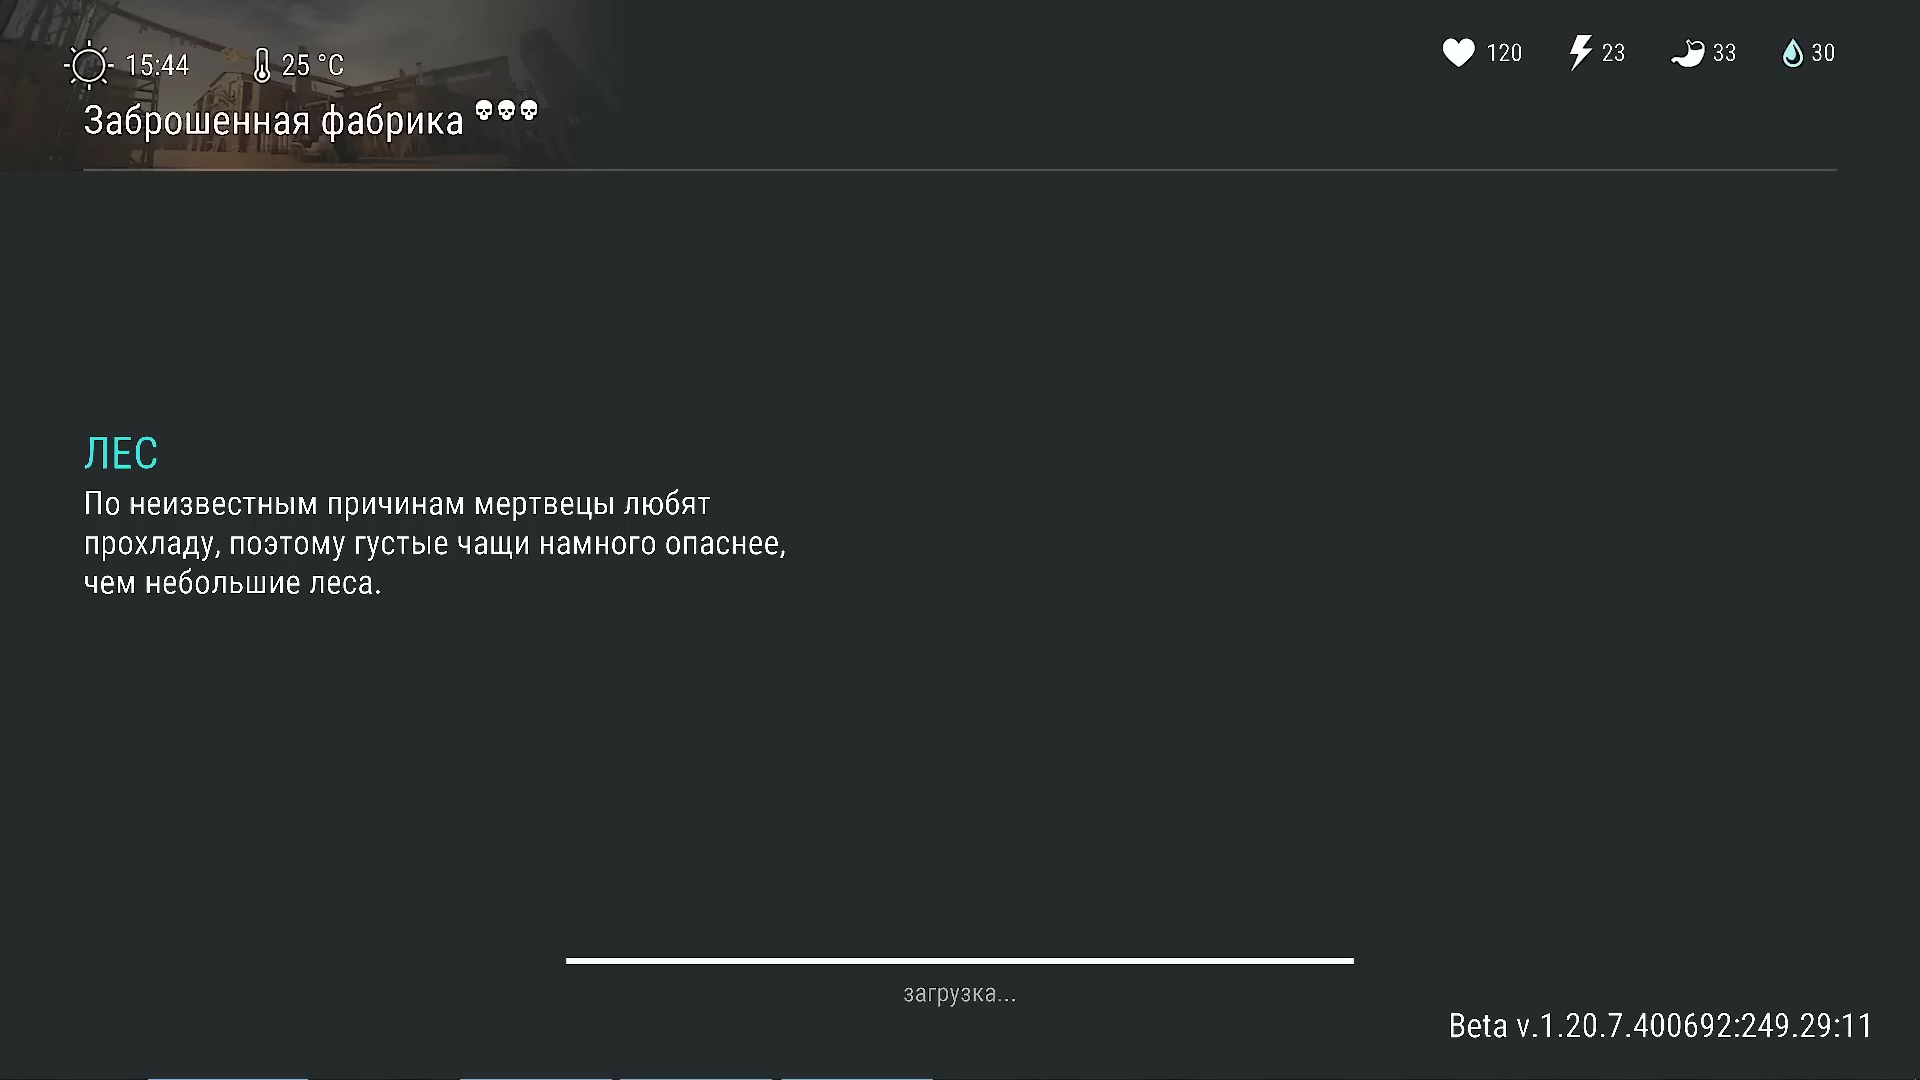 15:44 25 °C 120 23 33 30
Заброшенная фабрика
ЛЕС
По неизвестным причинам мертвецы любят
прохладу, поэтому густые чащи намного опаснее,
чем небольшие леса.
загрузка...
Beta v.1.20.7.400692:249.29:11